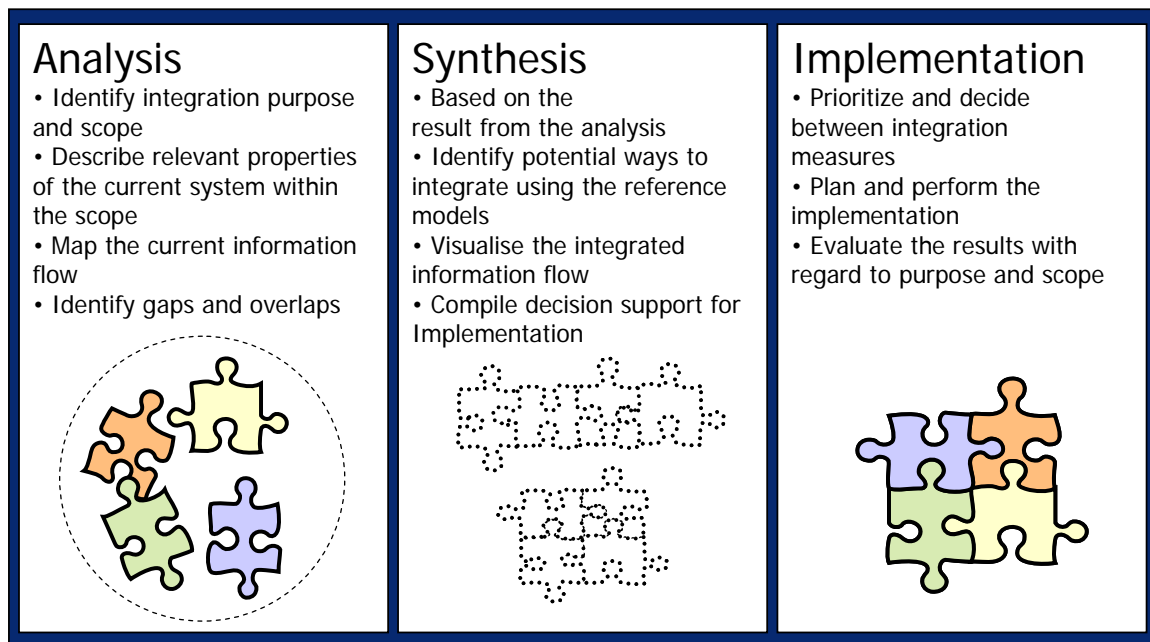 Analysis
• Identify integration purpose
and scope
• Describe relevant properties
of the current system within
the scope
• Map the current information
flow
• Identify gaps and overlaps
Synthesis
• Based on the
result from the analysis
• Identify potential ways to
integrate using the reference
models
• Visualise the integrated
information flow
• Compile decision support for
Implementation
Implementation
• Prioritize and decide
between integration
measures
• Plan and perform the
implementation
• Evaluate the results with
regard to purpose and scope